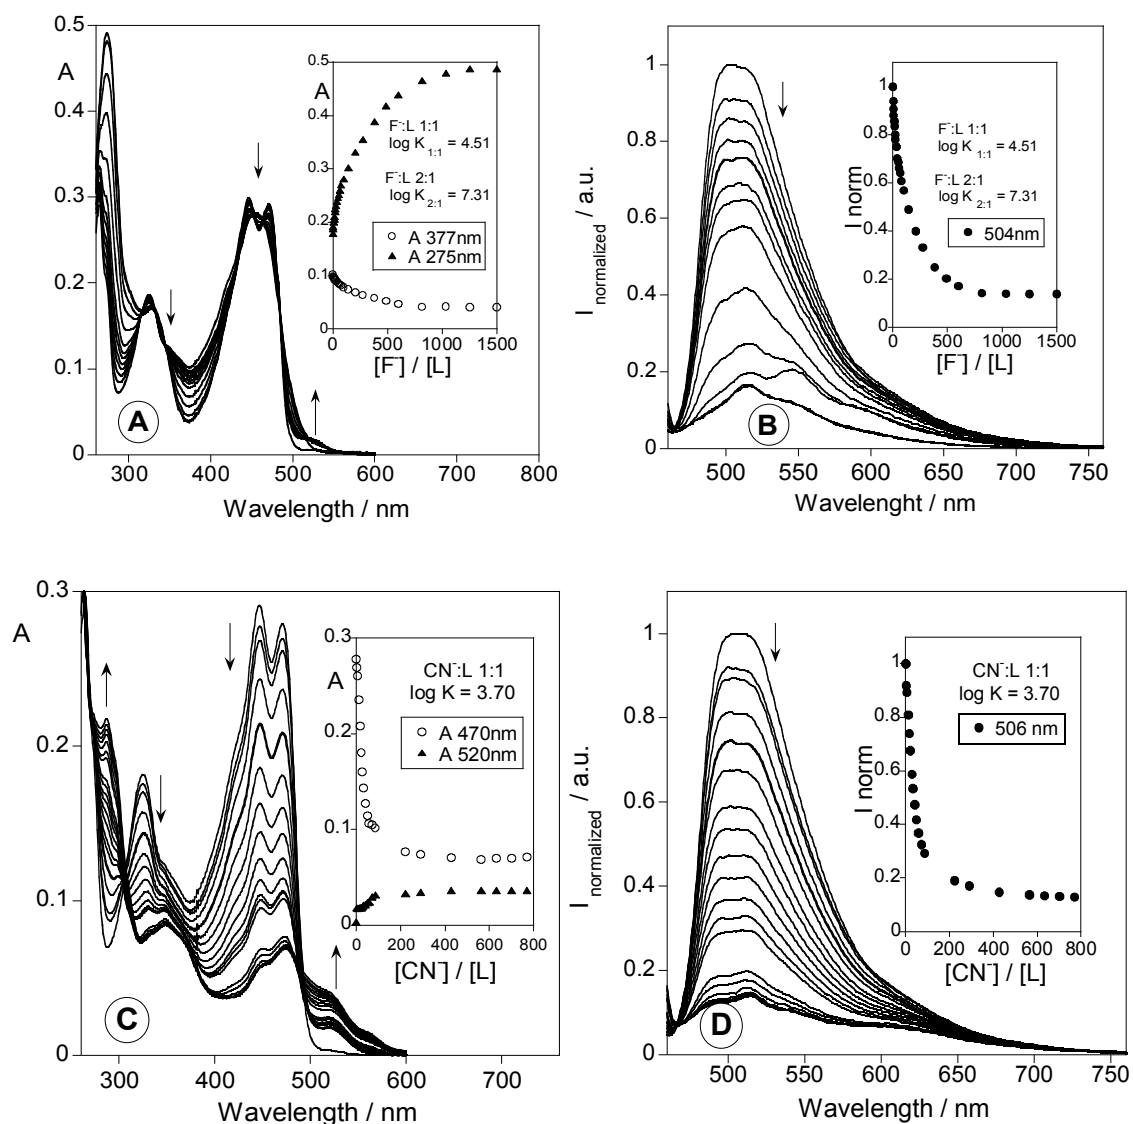 0.5
A
0.4
0.3
0.2
0.1
0
300 400 500 600 700 800
Wavelength / nm
A
0.5
A
0.4
0.3
0.2
0.1
0
0 500 1000 1500
[F-] / [L]
F-:L 1:1
log K 1:1 = 4.51
F-:L 2:1
log K 2:1 = 7.31
A 377nm
A 275nm
1
0.8
0.6
0.4
0.2
0
I normalized / a.u.
500 550 600 650 700 750
Wavelenght / nm
B
1
0.8
0.6
0.4
0.2
0
I norm
0 500 1000 1500
[F-] / [L]
F-:L 1:1
log K 1:1 = 4.51
F-:L 2:1
log K 2:1 = 7.31
504nm
0.3
A
0.2
0.1
0
300 400 500 600 700
Wavelength / nm
C
0.3
A
0.2
0.1
0
0 200 400 600 800
[CN-] / [L]
CN-:L 1:1
log K = 3.70
A 470nm
A 520nm
1
0.8
0.6
0.4
0.2
0
I normalized / a.u.
500 550 600 650 700 750
Wavelength / nm
D
1
0.8
0.6
0.4
0.2
0
I norm
0 200 400 600 800
[CN-] / [L]
CN-:L 1:1
log K = 3.70
506 nm